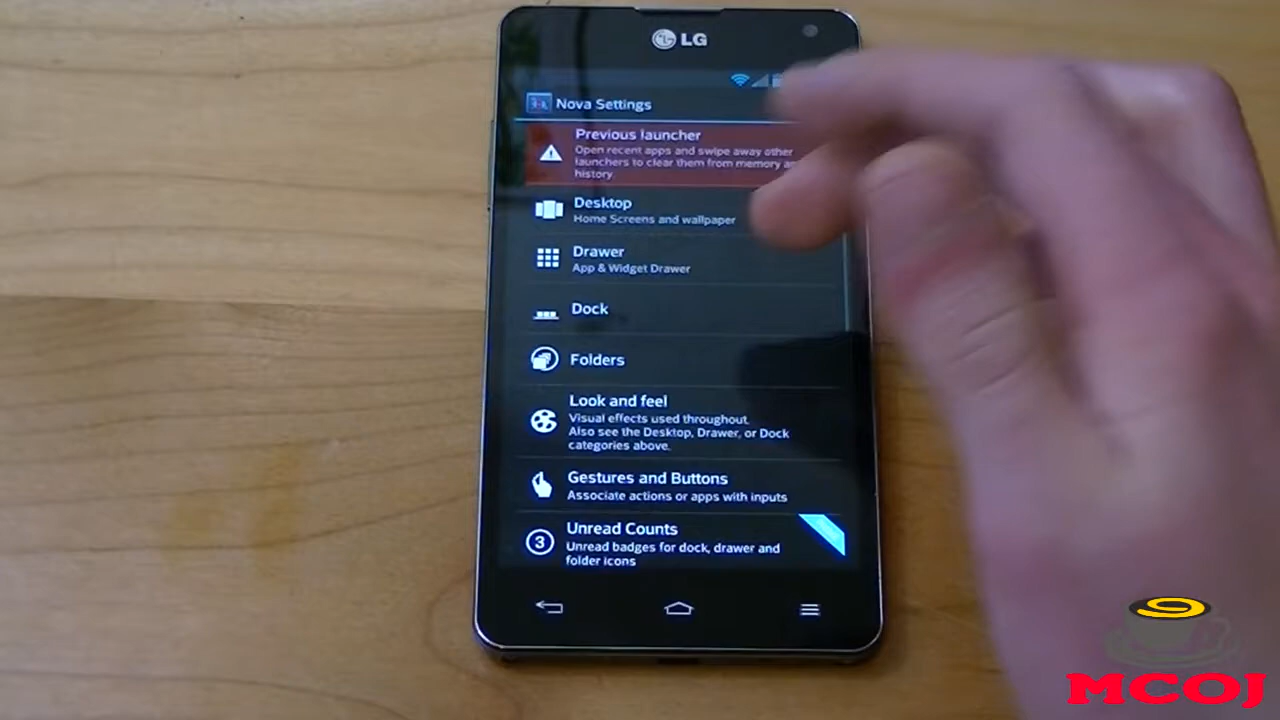 LG
Nova Settings
Previous launcher
Open recent apps and swipe away other
launchers to clear them from memory
history
Desktop
Home Screens and wallpaper
Drawer
App & Widget Drawer
Dock
Folders
Look and feel
Visual effects used throughout.
Also see the Desktop, Drawer, or Dock
categories above.
Gestures and Buttons
Associate actions or apps with inputs
3
Unread Counts
Unread badges for dock, drawer and
folder icons
MCOJ